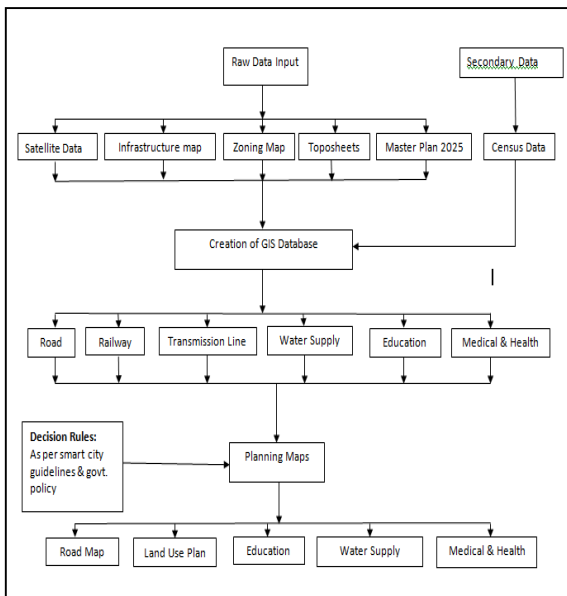 Raw Data Input
Secondary Data
Satellite Data
Infrastructure map
Zoning Map
Toposheets
Master Plan 2025
Census Data
Creation of GIS Database
Road
Railway
Transmission Line
Water Supply
Education
Medical & Health
Decision Rules:
As per smart city
guidelines & govt.
policy
Planning Maps
Road Map
Land Use Plan
Education
Water Supply
Medical & Health